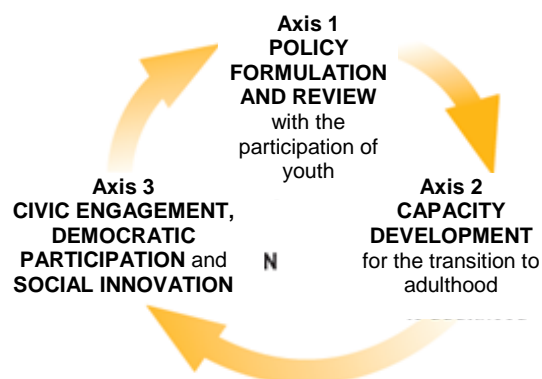 Axis 1
POLICY
FORMULATION
AND REVIEW
with the
participation of
youth
Axis 2
CAPACITY
DEVELOPMENT
for the transition to
adulthood
Axis 3
CIVIC ENGAGEMENT,
DEMOCRATIC
PARTICIPATION and
SOCIAL INNOVATION
N